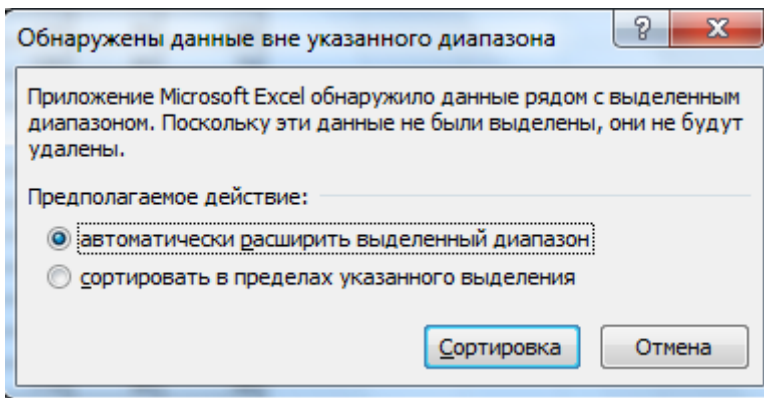 Обнаружены данные вне указанного диапазона
Приложение Microsoft Excel обнаружило данные рядом с выделенным
диапазоном. Поскольку эти данные не были выделены, они не будут
удалены.
Предполагаемое действие:
автоматически расширить выделенный диапазон
сортировать в пределах указанного выделения
Сортировка Отмена